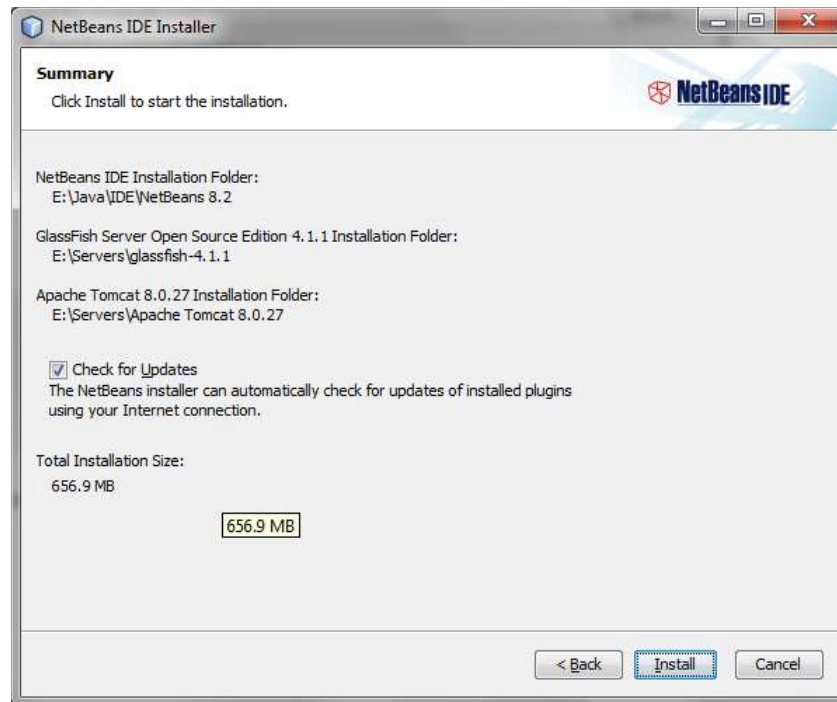 NetBeans IDE Installer
Summary
Click Install to start the installation.
NetBeans IDE
NetBeans IDE Installation Folder:
E:\Java\IDE\NetBeans 8.2
GlassFish Server Open Source Edition 4.1.1 Installation Folder:
E:\Servers\glassfish-4.1.1
Apache Tomcat 8.0.27 Installation Folder:
E:\Servers\Apache Tomcat 8.0.27
Check for Updates
The NetBeans installer can automatically check for updates of installed plugins
using your Internet connection.
Total Installation Size:
656.9 MB
656.9 MB
< Back Install Cancel